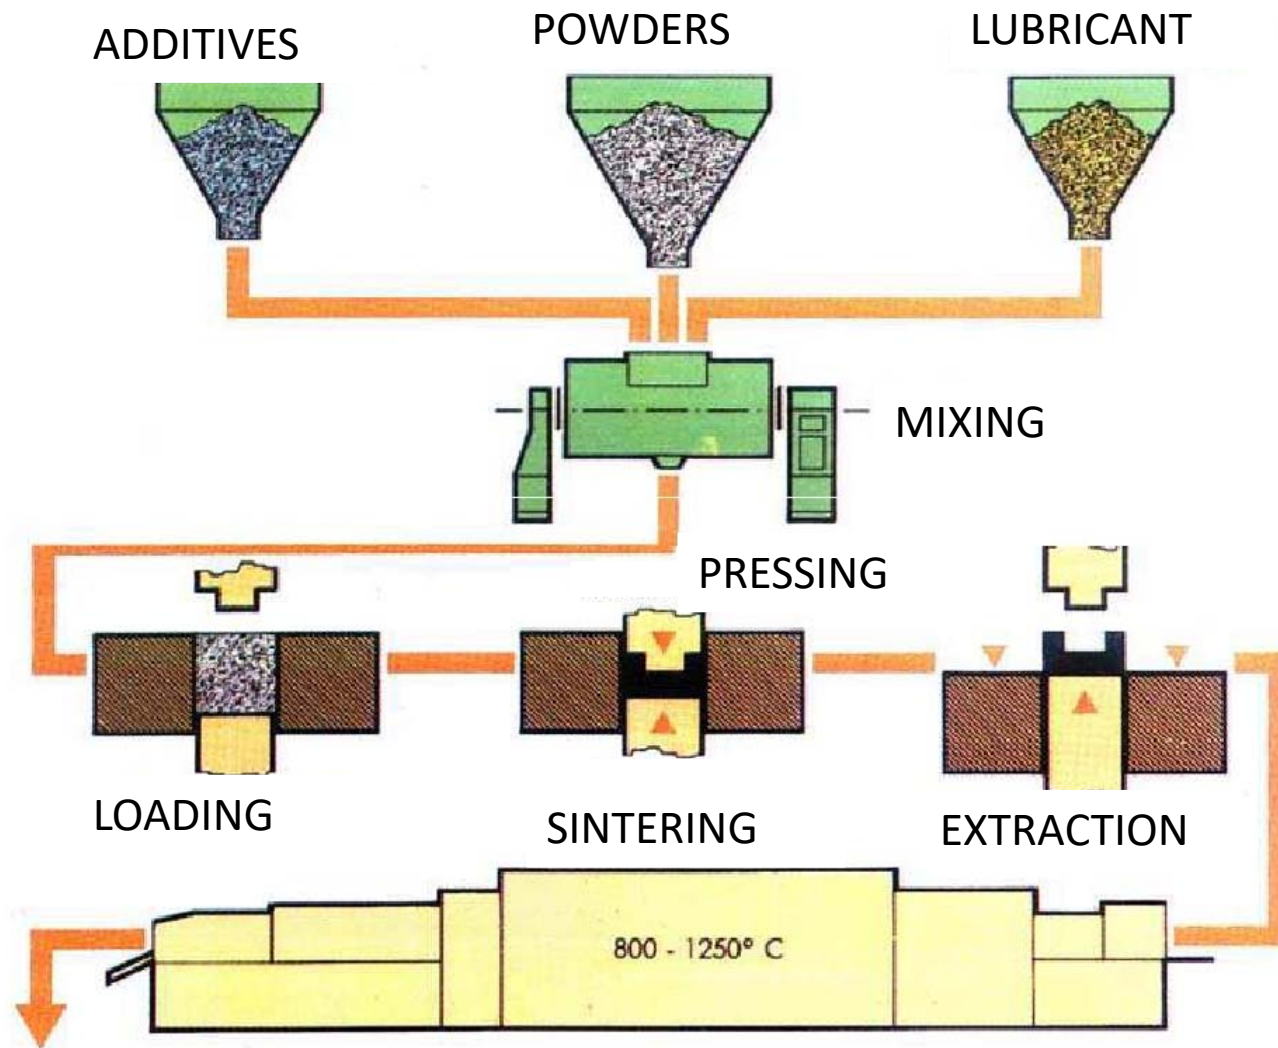 ADDITIVES
POWDERS
LUBRICANT
MIXING
PRESSING
LOADING
SINTERING
EXTRACTION
800 - 1250° C